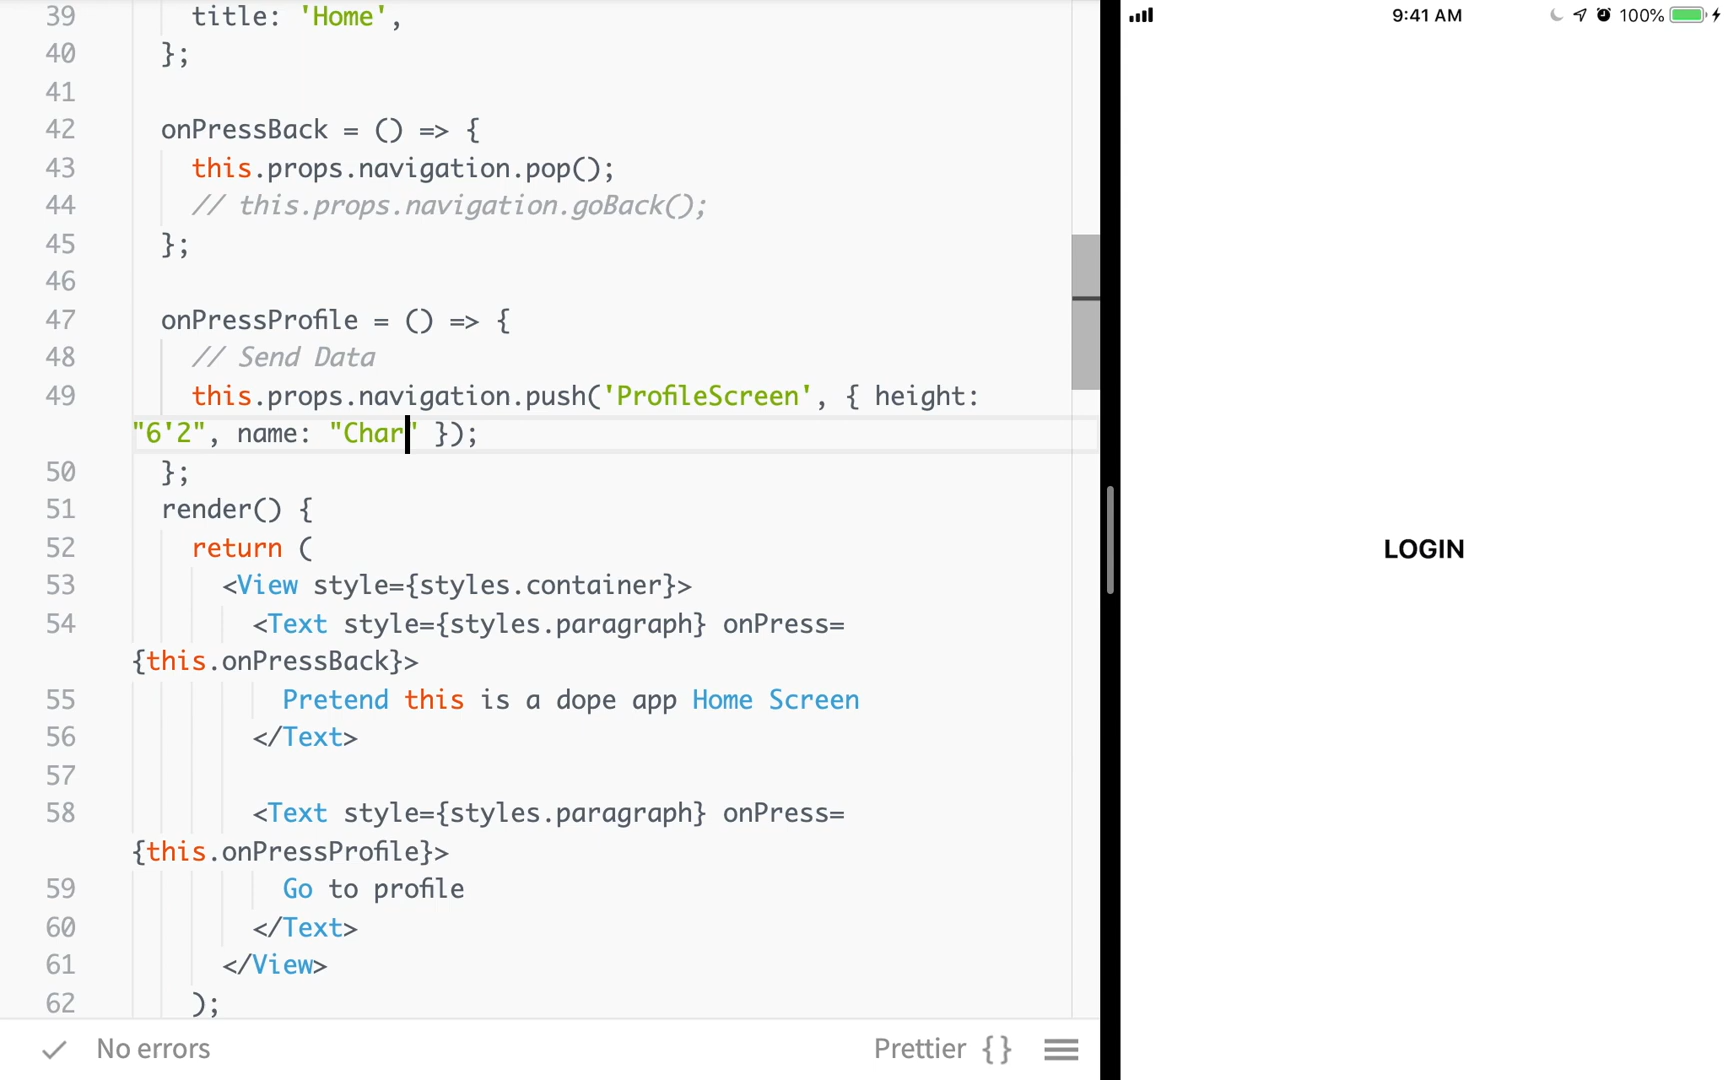 39 title: 'Home',
40 };
41
42 onPressBack = () => {
43 this.props.navigation.pop();
44 // this.props.navigation.goBack();
45 };
46
47 onPressProfile = () => {
48 // Send Data
49 this.props.navigation.push('ProfileScreen', { height:
"6'2", name: "Char" });
50 };
51 render() {
52 return (
53 <View style={styles.container}>
54 <Text style={styles.paragraph} onPress=
{this.onPressBack}>
55 Pretend this is a dope app Home Screen
56 </Text>
57
58 <Text style={styles.paragraph} onPress=
{this.onPressProfile}>
59 Go to profile
60 </Text>
61 </View>
62 );
No errors
Prettier {}
9:41 AM
100%
LOGIN